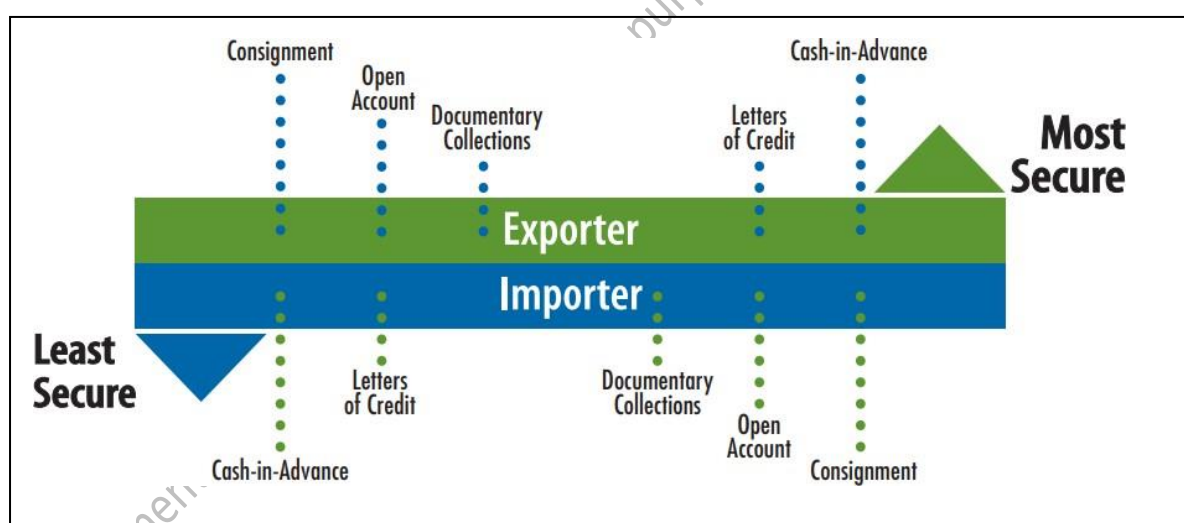 Consignment
Open
Account
Documentary
Collections
Letters
of Credit
Cash-in-Advance
Most
Secure
Exporter
Importer
Least
Secure
Cash-in-Advance
Letters
of Credit
Documentary
Collections
Open
Account
Consignment